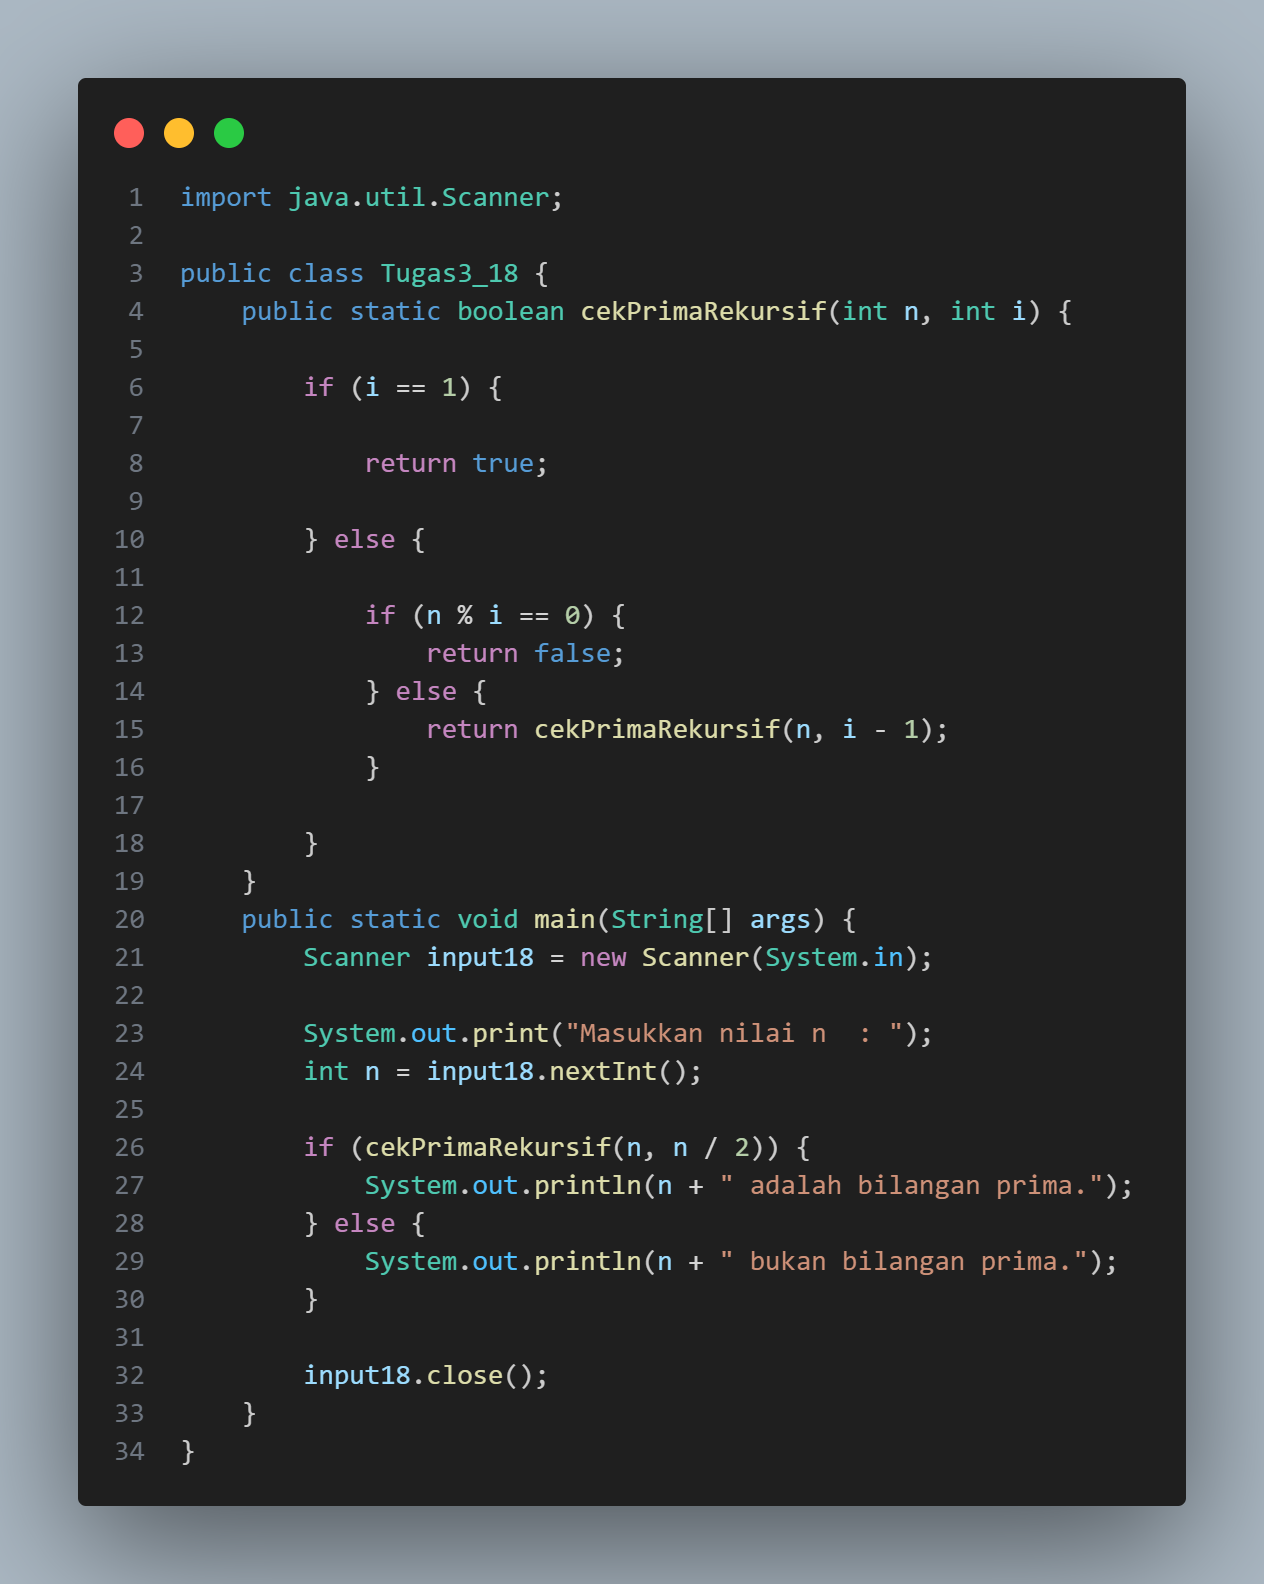 1 import java.util.Scanner;
2
3 public class Tugas3_18 {
4     public static boolean cekPrimaRekursif(int n, int i) {
5
6         if (i == 1) {
7
8             return true;
9
10         } else {
11
12             if (n % i == 0) {
13                 return false;
14             } else {
15                 return cekPrimaRekursif(n, i - 1);
16             }
17
18         }
19     }
20     public static void main(String[] args) {
21         Scanner input18 = new Scanner(System.in);
22
23         System.out.print("Masukkan nilai n  : ");
24         int n = input18.nextInt();
25
26         if (cekPrimaRekursif(n, n / 2)) {
27             System.out.println(n + " adalah bilangan prima.");
28         } else {
29             System.out.println(n + " bukan bilangan prima.");
30         }
31
32         input18.close();
33     }
34 }